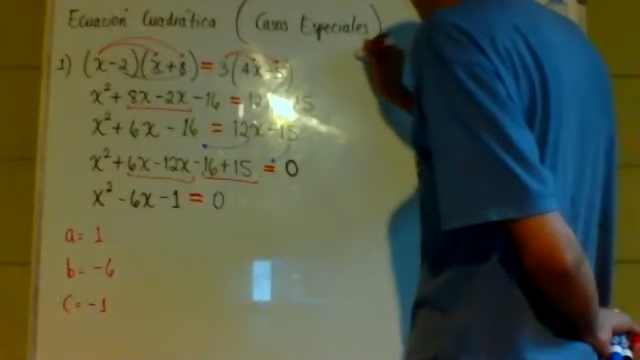 Ecuación Cuadrática (Casos Especiales)
1) (x-2)(x+8) = 3(4x-5)
x²+8x-2x-16 = 12x-15
x²+6x-16 = 12x-15
x²+6x-12x-16+15 = 0
x²-6x-1 = 0
a= 1
b= -6
c= -1